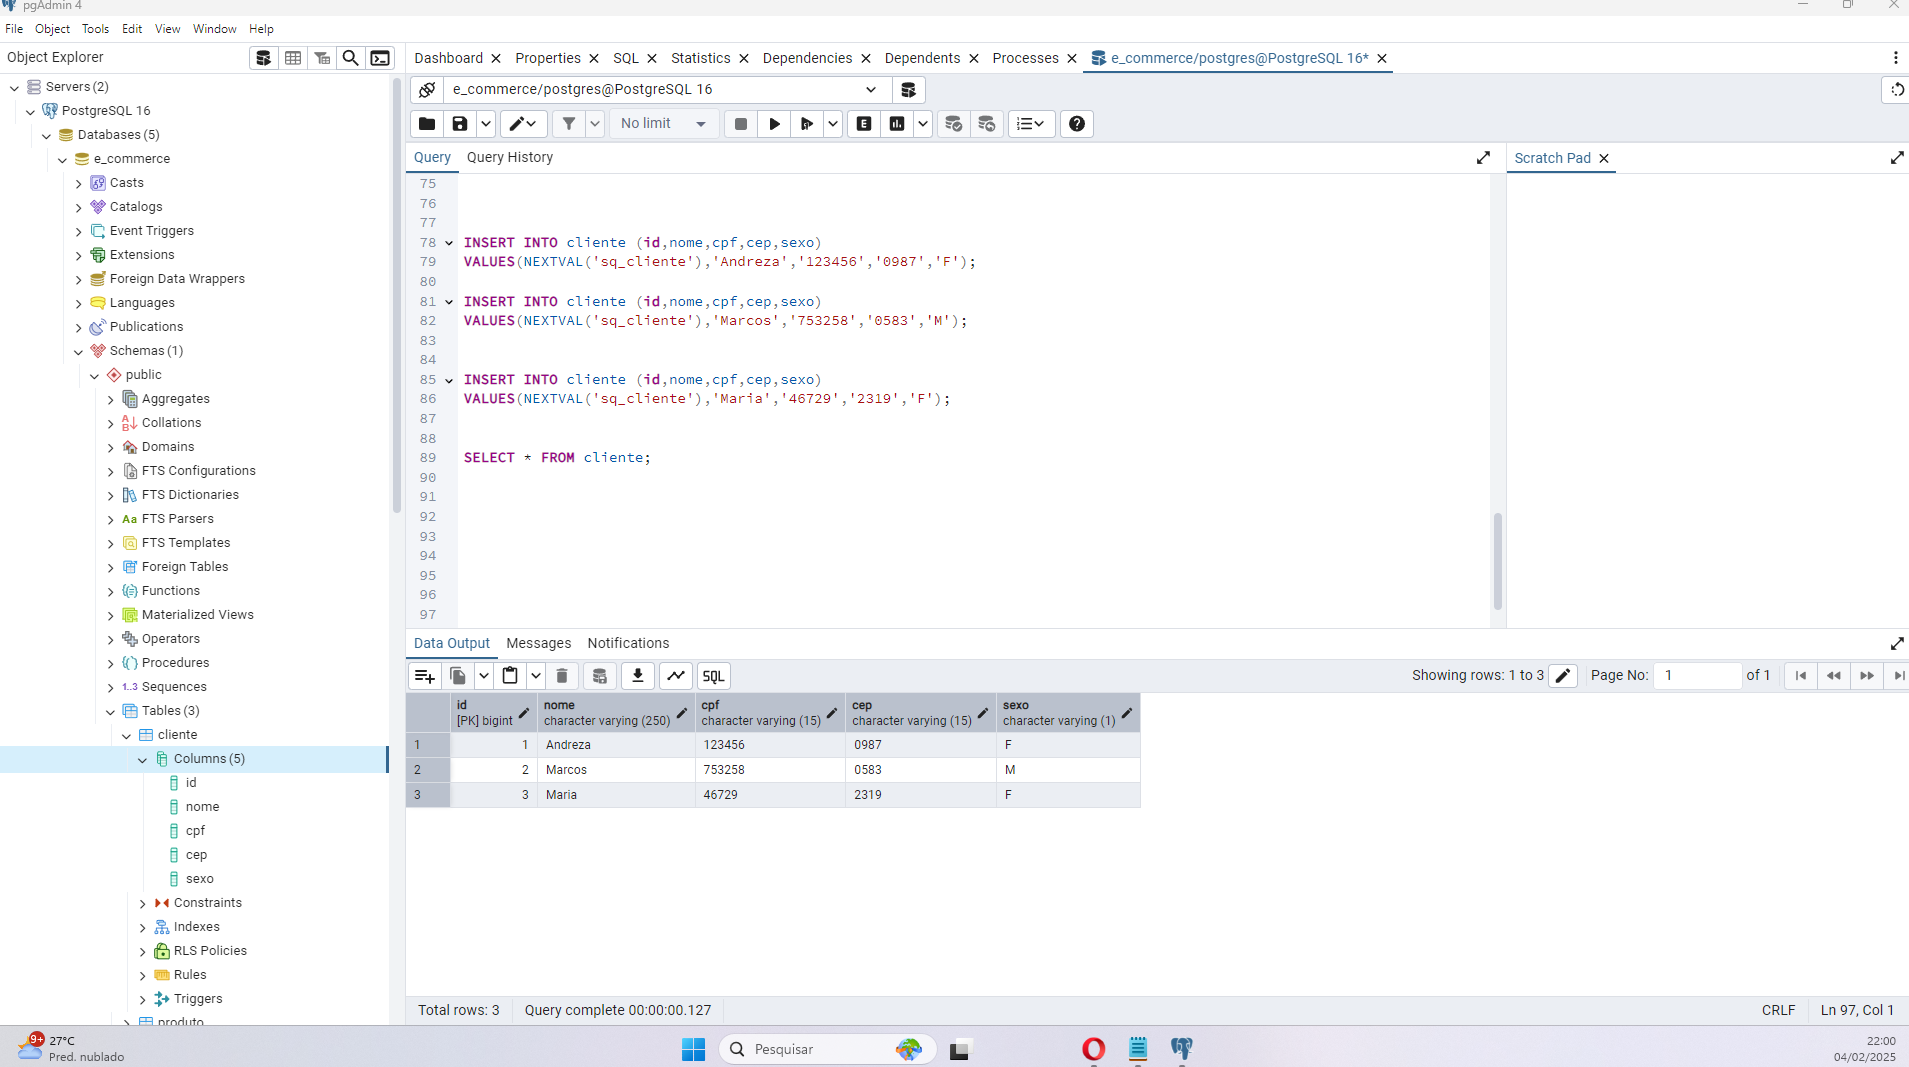 pgAdmin 4
File Object Tools Edit View Window Help
Object Explorer
Servers (2)
PostgreSQL 16
Databases (5)
e_commerce
Casts
Catalogs
Event Triggers
Extensions
Foreign Data Wrappers
Languages
Publications
Schemas (1)
public
Aggregates
Collations
Domains
FTS Configurations
FTS Dictionaries
Aa FTS Parsers
FTS Templates
Foreign Tables
Functions
Materialized Views
Operators
Procedures
1..3 Sequences
Tables (3)
cliente
Columns (5)
id
nome
cpf
cep
sexo
Constraints
Indexes
RLS Policies
Rules
Triggers
produto
Dashboard Properties SQL Statistics Dependencies Dependents Processes e_commerce/postgres@PostgreSQL 16*
e_commerce/postgres@PostgreSQL 16
No limit
E
Query Query History
Scratch Pad
75
76
77
78 INSERT INTO cliente (id,nome,cpf,cep,sexo)
79 VALUES(NEXTVAL('sq_cliente'),'Andreza','123456','0987','F');
80
81 INSERT INTO cliente (id,nome,cpf,cep,sexo)
82 VALUES(NEXTVAL('sq_cliente'),'Marcos','753258','0583','M');
83
84
85 INSERT INTO cliente (id,nome,cpf,cep,sexo)
86 VALUES(NEXTVAL('sq_cliente'),'Maria','46729','2319','F');
87
88
89 SELECT * FROM cliente;
90
91
92
93
94
95
96
97
Data Output Messages Notifications
SQL
Showing rows: 1 to 3 Page No: 1 of 1
id nome cpf cep sexo
[PK] bigint character varying (250) character varying (15) character varying (15) character varying (1)
1 1 Andreza 123456 0987 F
2 2 Marcos 753258 0583 M
3 3 Maria 46729 2319 F
Total rows: 3 Query complete 00:00:00.127 CRLF Ln 97, Col 1
9+ 27°C
Pred. nublado
Pesquisar
22:00
04/02/2025